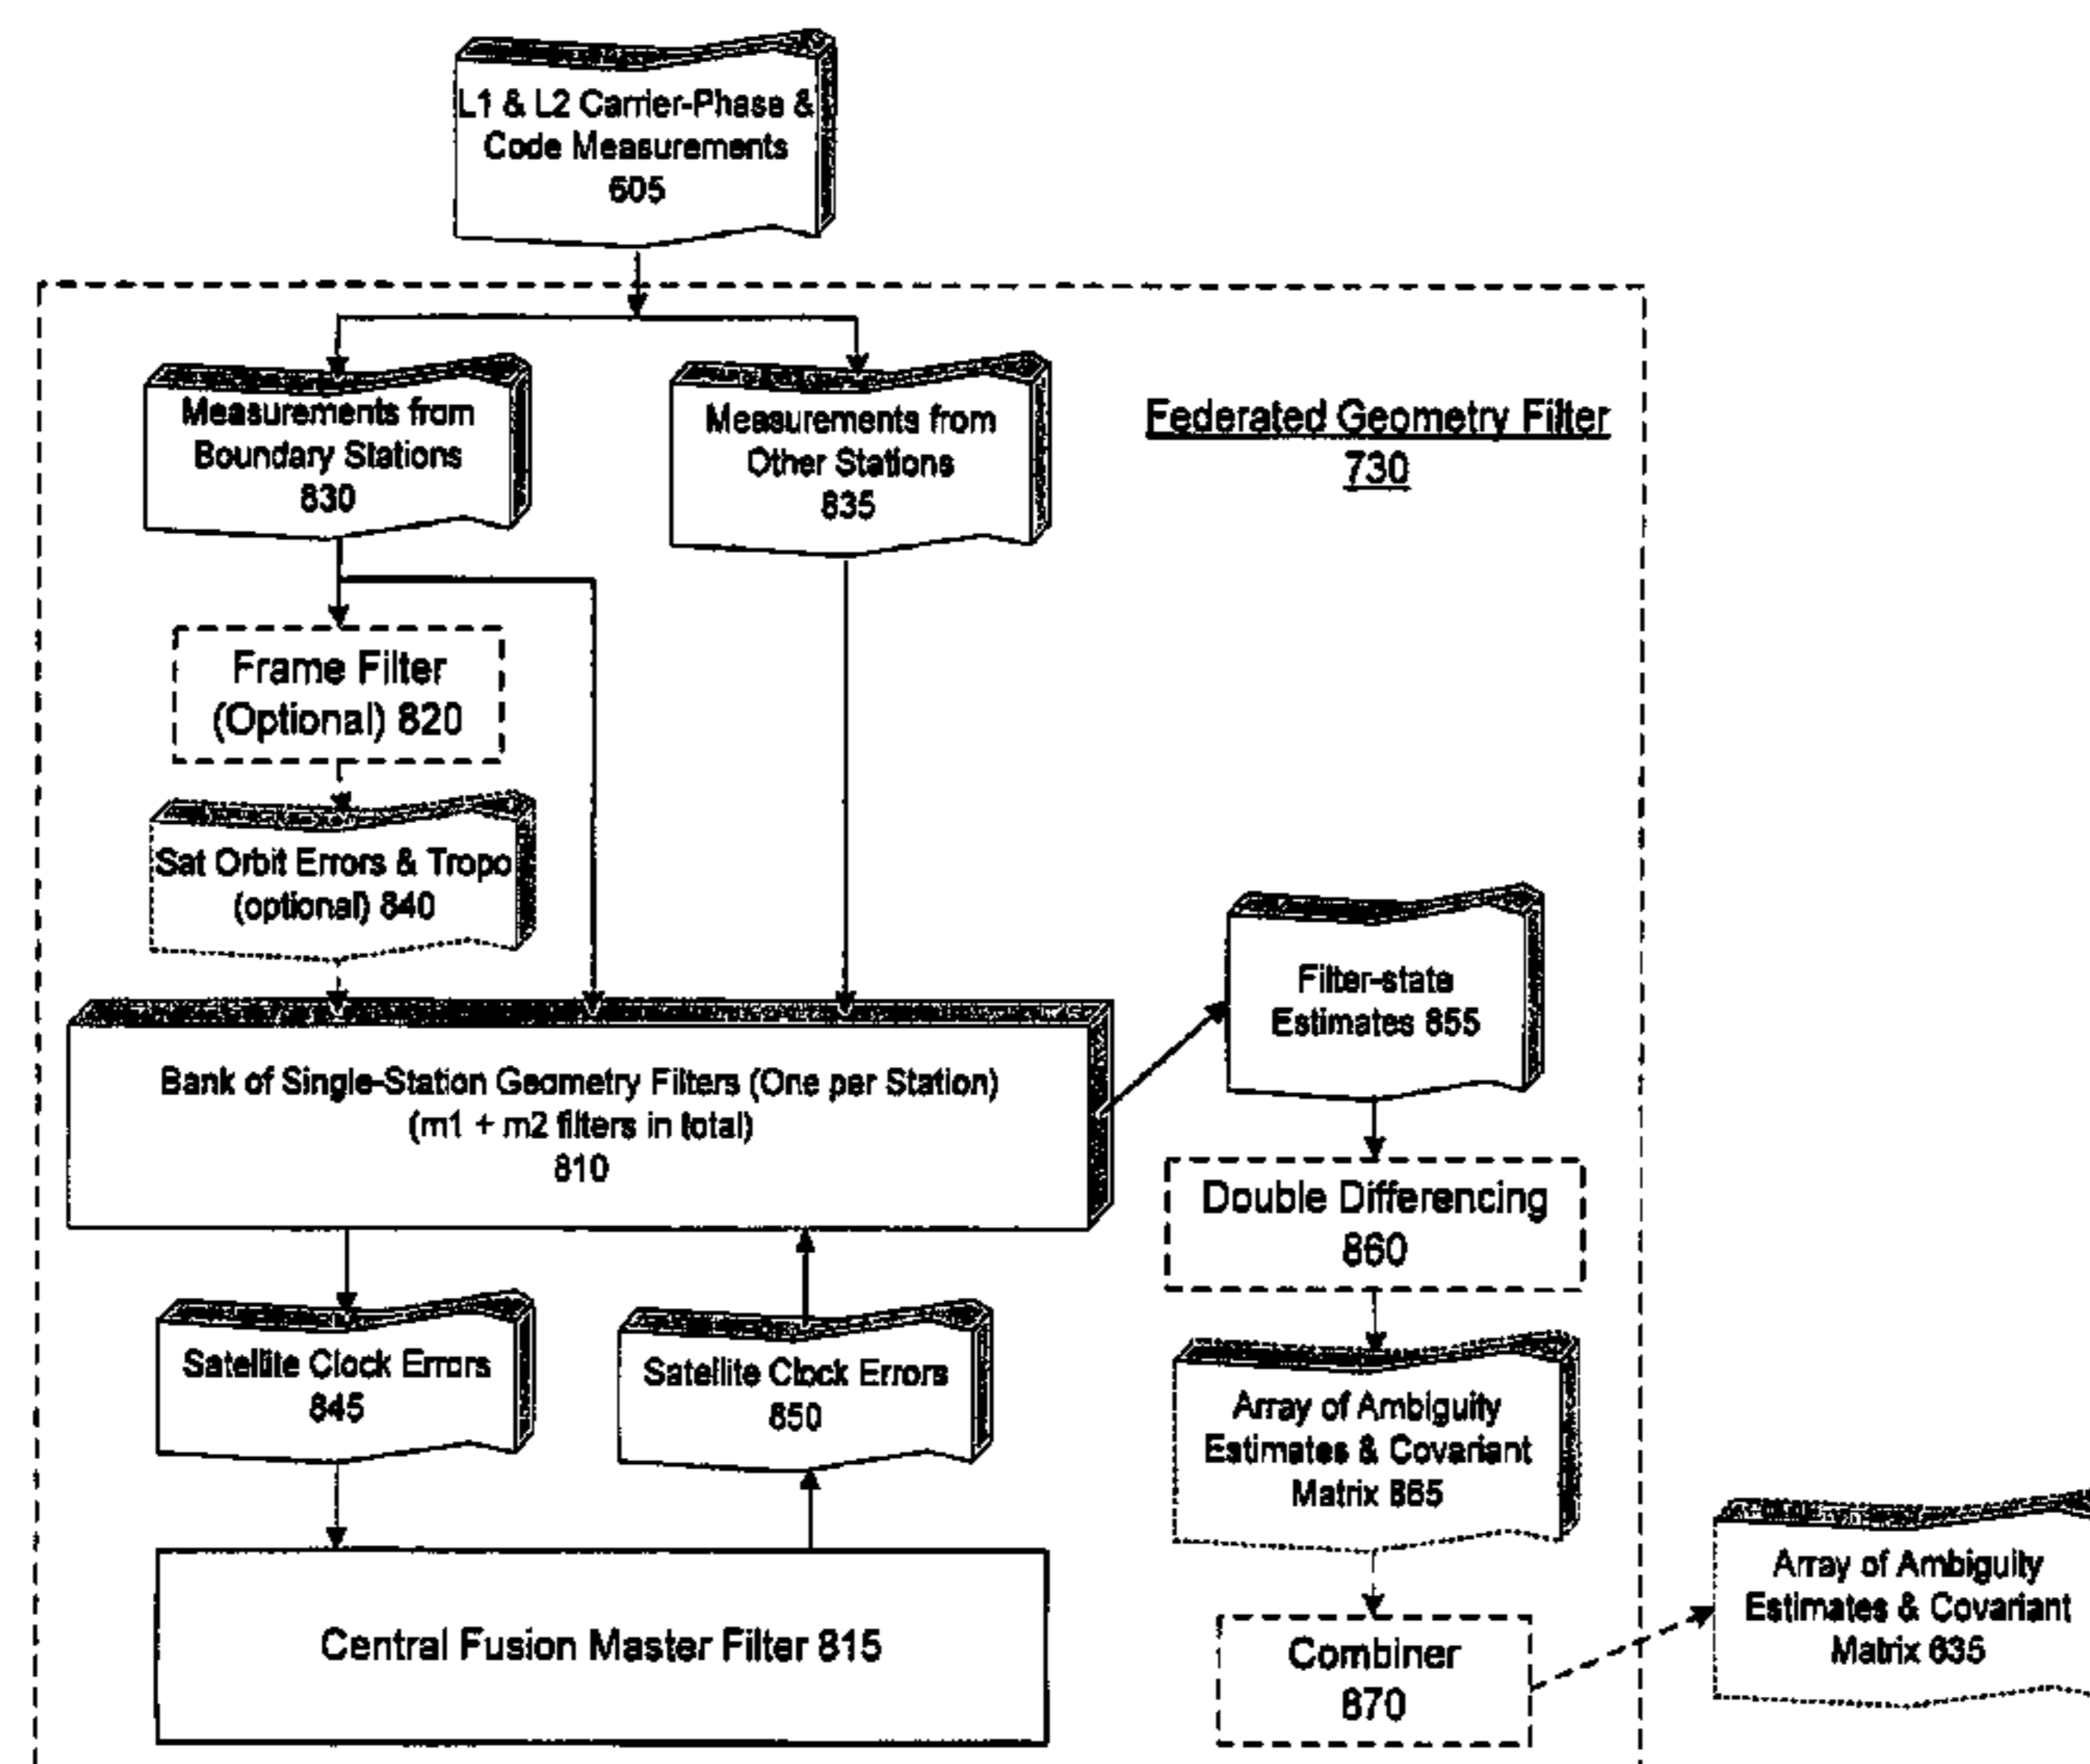 L1 & L2 Carrier-Phase &
Code Measurements
605
Measurements from
Boundary Stations
830
Measurements from
Other Stations
835
Federated Geometry Filter
730
Frame Filter
(Optional) 820
Sat Orbit Errors & Tropo
(optional) 840
Filter-state
Estimates 855
Bank of Single-Station Geometry Filters (One per Station)
(m1 + m2 filters in total)
810
Double Differencing
860
Satellite Clock Errors
845
Satellite Clock Errors
850
Array of Ambiguity
Estimates & Covariant
Matrix 865
Array of Ambiguity
Estimates & Covariant
Matrix 635
Central Fusion Master Filter 815
Combiner
870